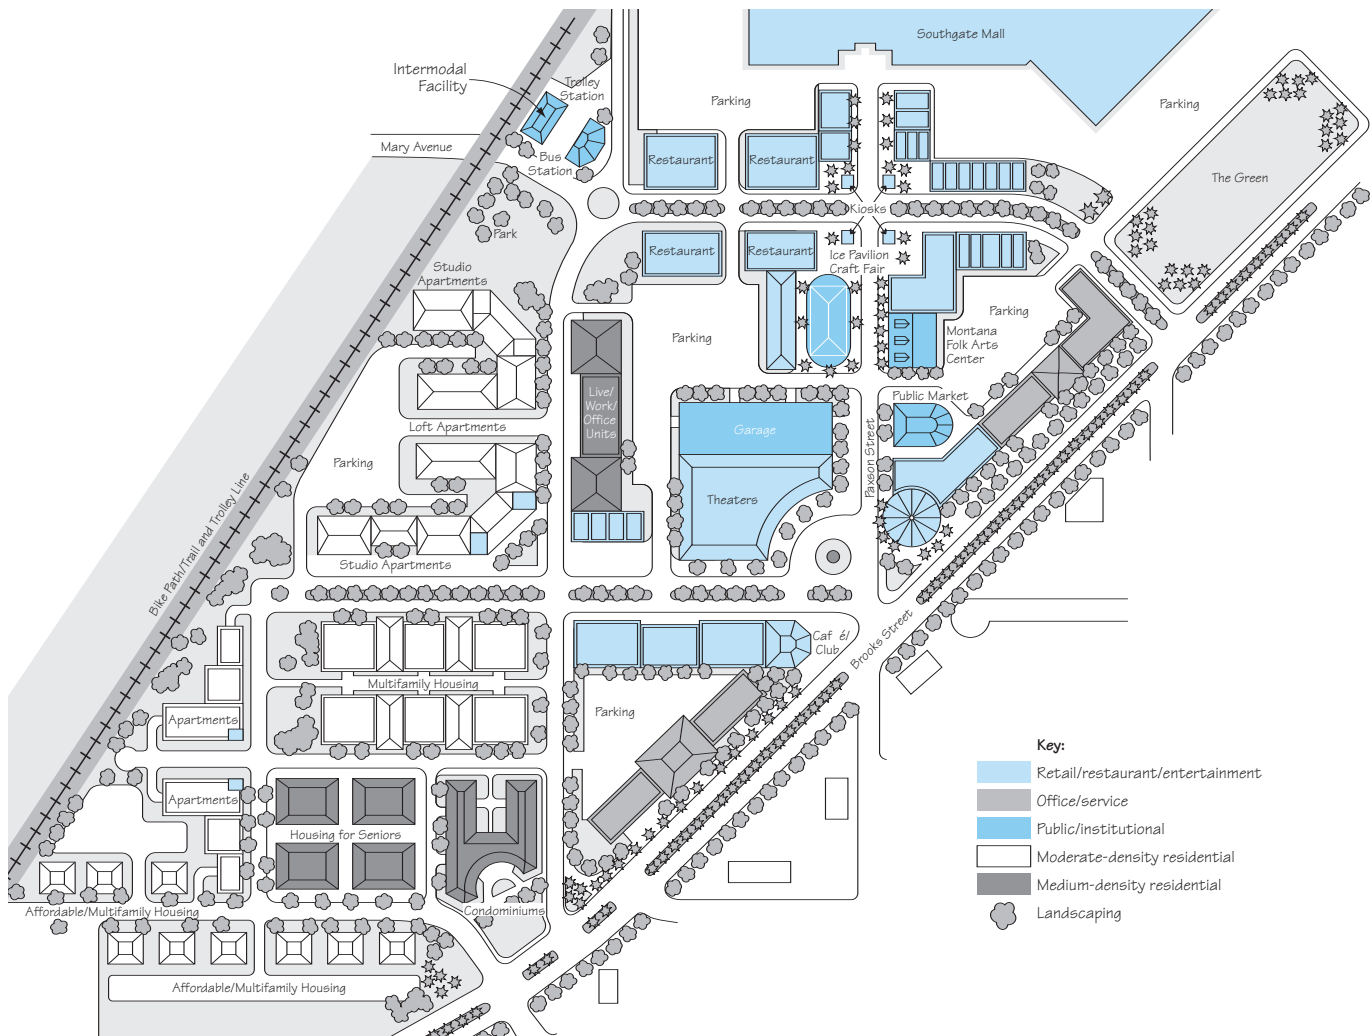 Southgate Mall
Intermodal
Facility
Trolley
Station
Parking
Parking
Mary Avenue
Bus
Station
Restaurant
Restaurant
The Green
Kiosks
Park
Restaurant
Restaurant
Ice Pavilion
Craft Fair
Studio
Apartments
Parking
Parking
Montana
Folk Arts
Center
Live/
Work/
Office
Units
Public Market
Loft Apartments
Garage
Paxson Street
Parking
Theaters
Bike Path/Trail and Trolley Line
Studio Apartments
Caf é/
Club
Brooks Street
Multifamily Housing
Parking
Apartments
Apartments
Housing for Seniors
Affordable/Multifamily Housing
Condominiums
Affordable/Multifamily Housing
Key:
Retail/restaurant/entertainment
Office/service
Public/institutional
Moderate-density residential
Medium-density residential
Landscaping